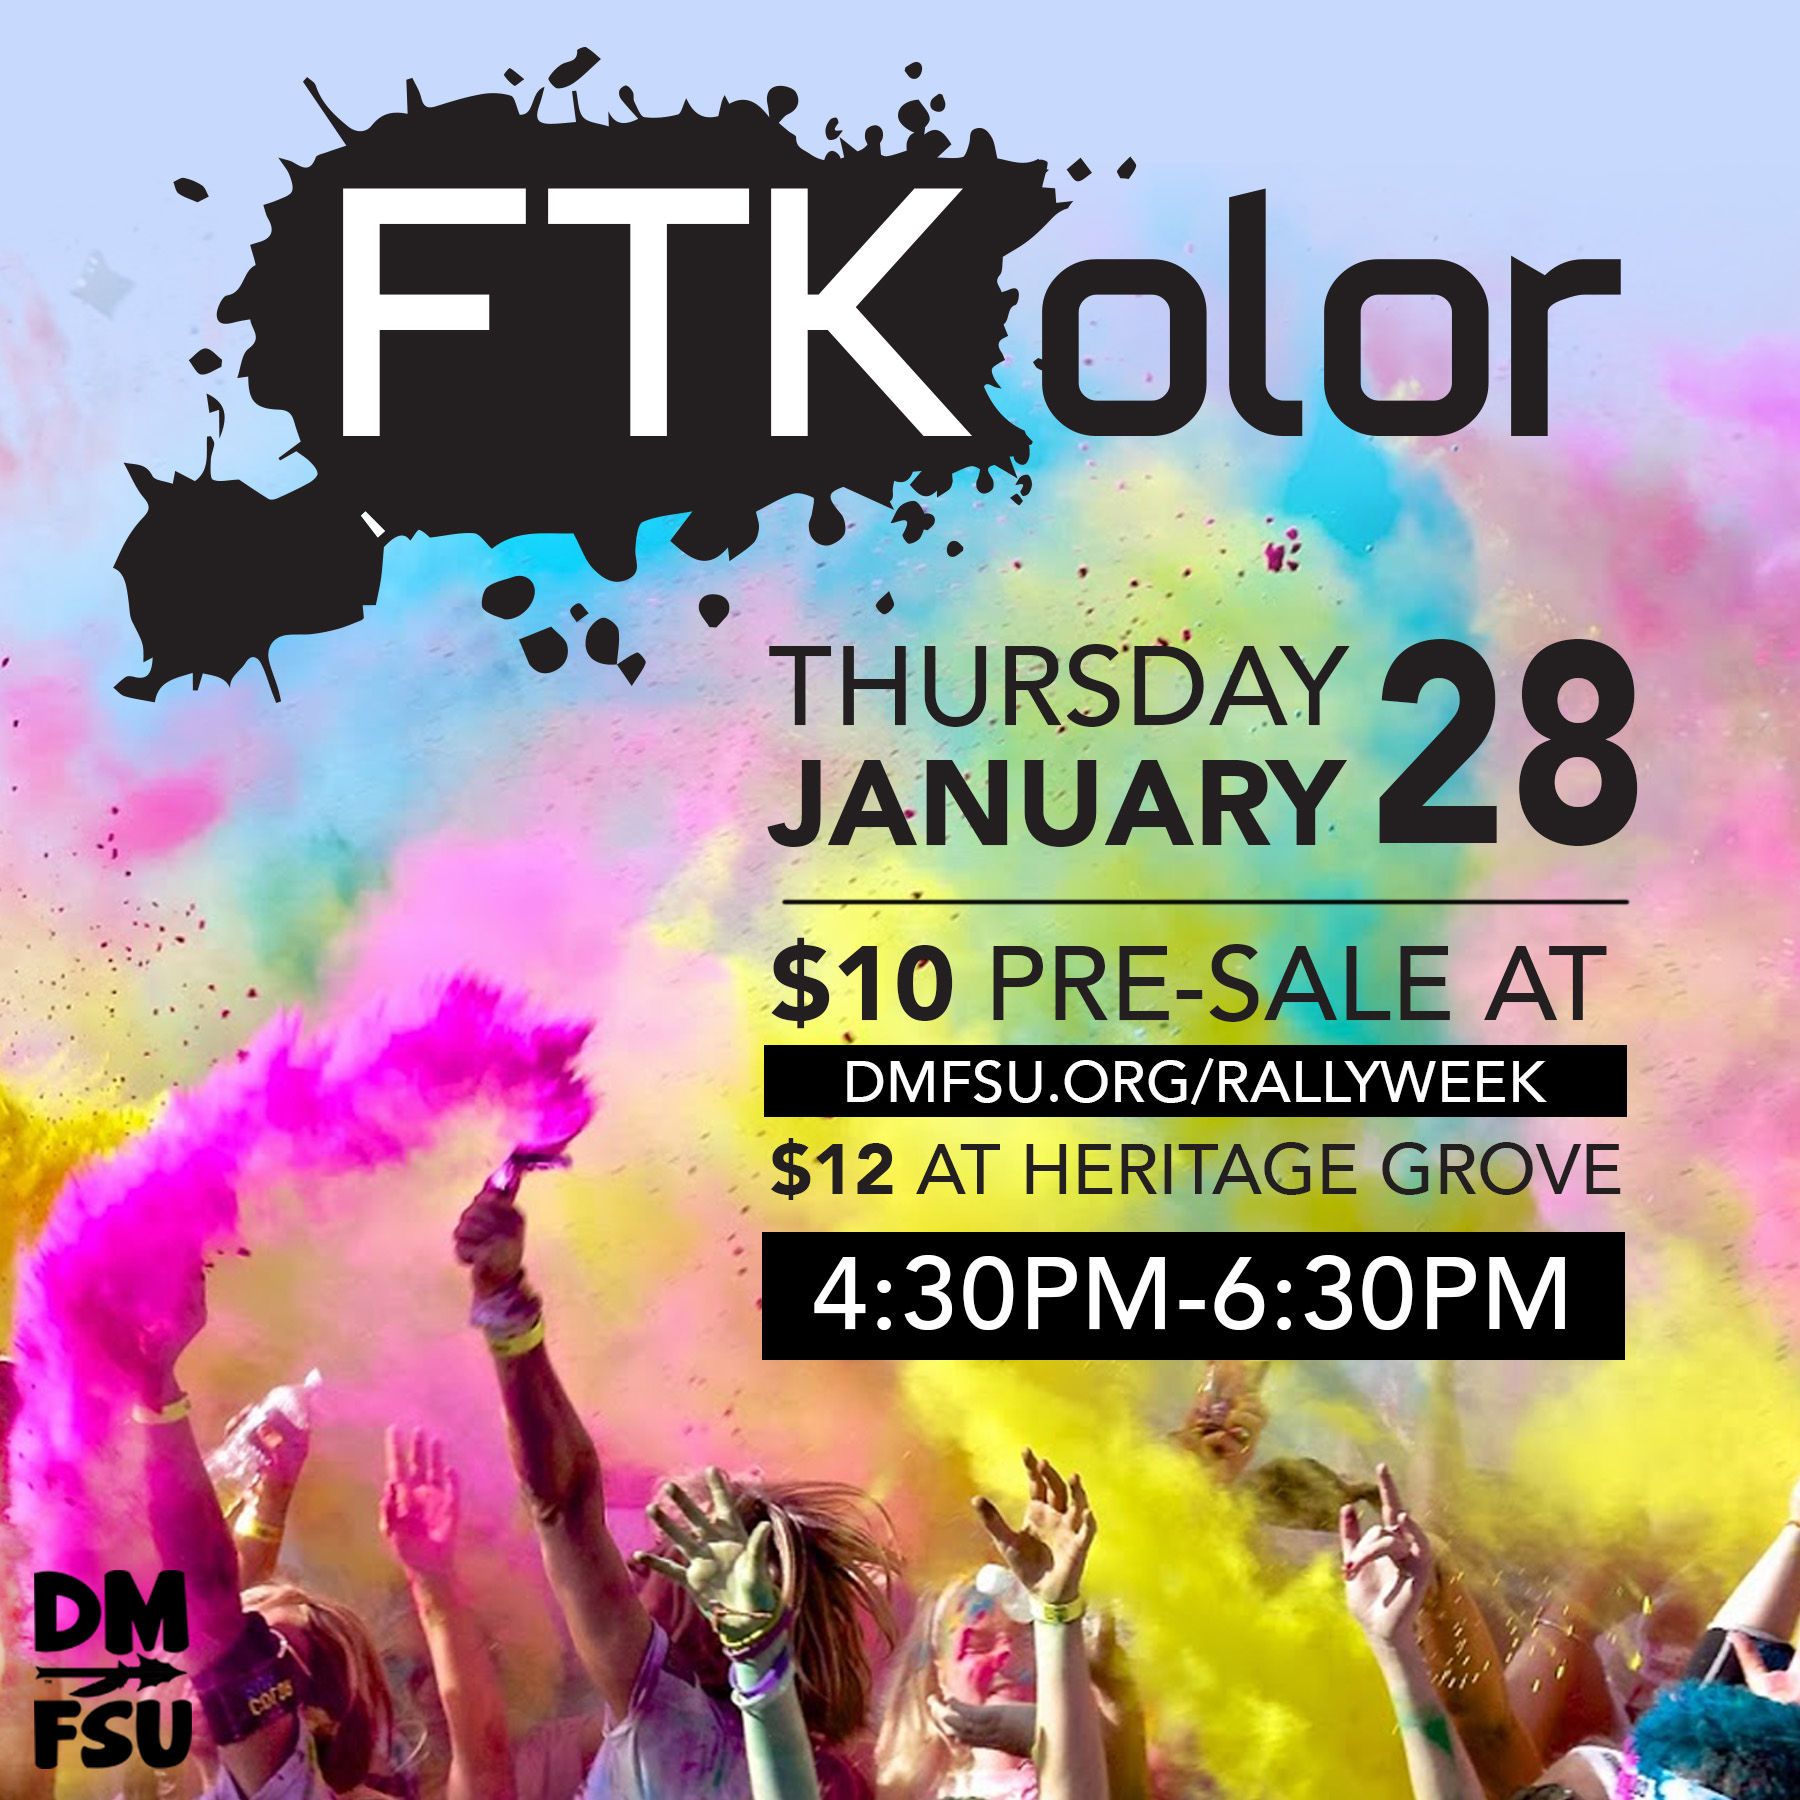 FTKolor
THURSDAY
JANUARY 28
$10 PRE-SALE AT
DMFSU.ORG/RALLYWEEK
$12 AT HERITAGE GROVE
4:30PM-6:30PM
DM
FSU